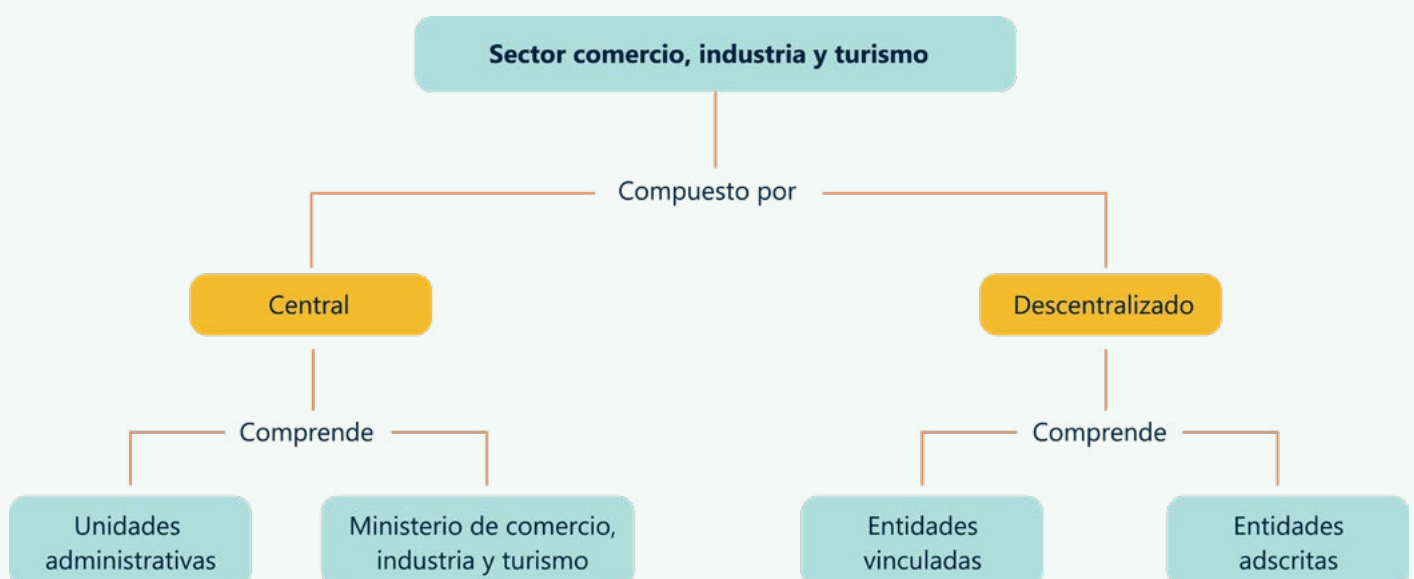 Sector comercio, industria y turismo
Compuesto por
Central
Descentralizado
Comprende
Comprende
Unidades
administrativas
Ministerio de comercio,
industria y turismo
Entidades
vinculadas
Entidades
adscritas